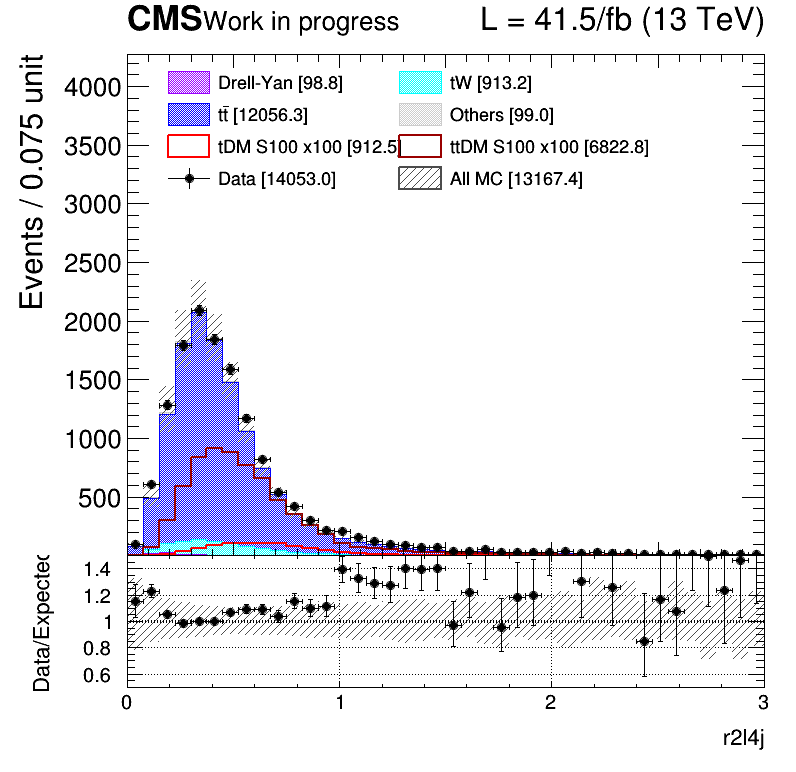 CMS Work in progress L = 41.5/fb (13 TeV)
Events / 0.075 unit
4000
3500
3000
2500
2000
1500
1000
500
Drell-Yan [98.8] tW [913.2]
tt̄ [12056.3] Others [99.0]
tDM S100 x100 [912.5] ttDM S100 x100 [6822.8]
Data [14053.0] All MC [13167.4]
Data/Expected
1.4
1.2
1
0.8
0.6
0 1 2 3
r2l4j